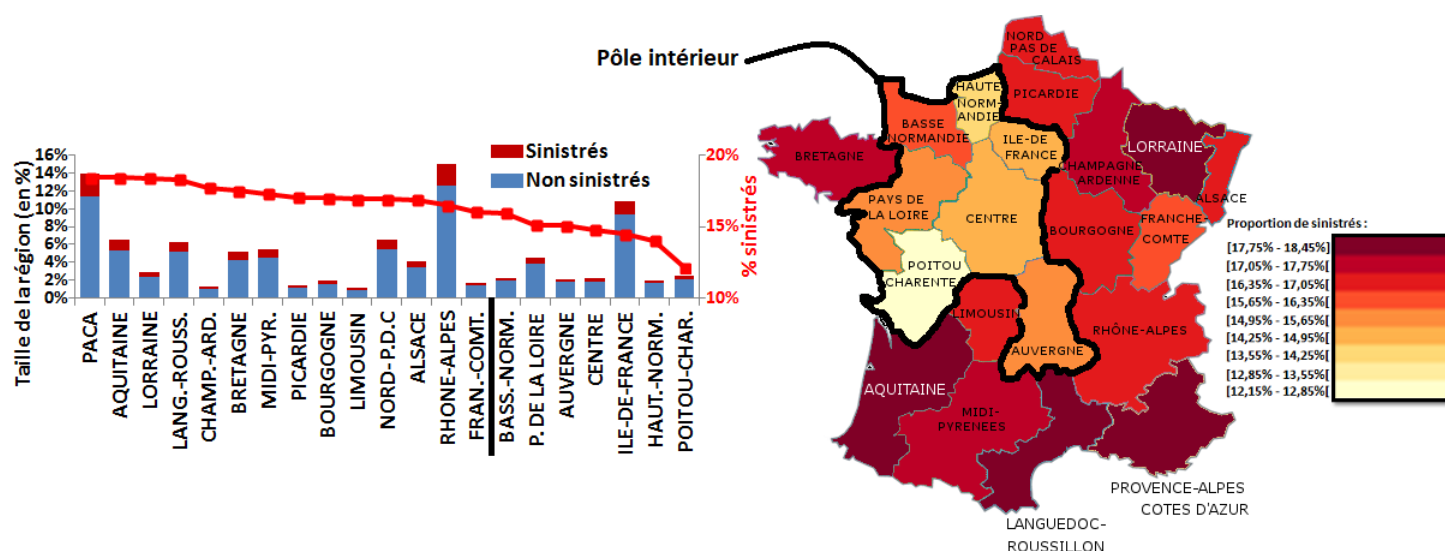 Pôle intérieur
Taille de la région (en %)
16%
14%
12%
10%
8%
6%
4%
2%
0%
Sinistrés
Non sinistrés
20%
15%
10%
% sinistrés
PACA
AQUITAINE
LORRAINE
LANG.-ROUSS.
CHAMP.-ARD.
BRETAGNE
MIDI-PYR.
PICARDIE
BOURGOGNE
LIMOUSIN
NORD- P.D.C
ALSACE
RHONE-ALPES
FRAN.-COMT.
BASS.-NORM.
P. DE LA LOIRE
AUVERGNE
CENTRE
ILE-DE-FRANCE
HAUT.-NORM.
POITOU-CHAR.
NORD
PAS DE
CALAIS
PICARDIE
HAUTE
NORM-
ANDIE
BASSE
NORMANDIE
ILE-DE
FRANCE
BRETAGNE
CHAMPAGNE
ARDENNE
LORRAINE
ALSACE
PAYS DE
LA LOIRE
CENTRE
BOURGOGNE
FRANCHE-
COMTE
POITOU
CHARENTE
LIMOUSIN
AUVERGNE
RHÔNE-ALPES
AQUITAINE
MIDI-
PYRENEES
LANGUEDOC-
ROUSSILLON
PROVENCE-ALPES
COTES D'AZUR
Proportion de sinistrés :
[17,75% - 18,45%]
[17,05% - 17,75%[
[16,35% - 17,05%[
[15,65% - 16,35%[
[14,95% - 15,65%[
[14,25% - 14,95%[
[13,55% - 14,25%[
[12,85% - 13,55%[
[12,15% - 12,85%[